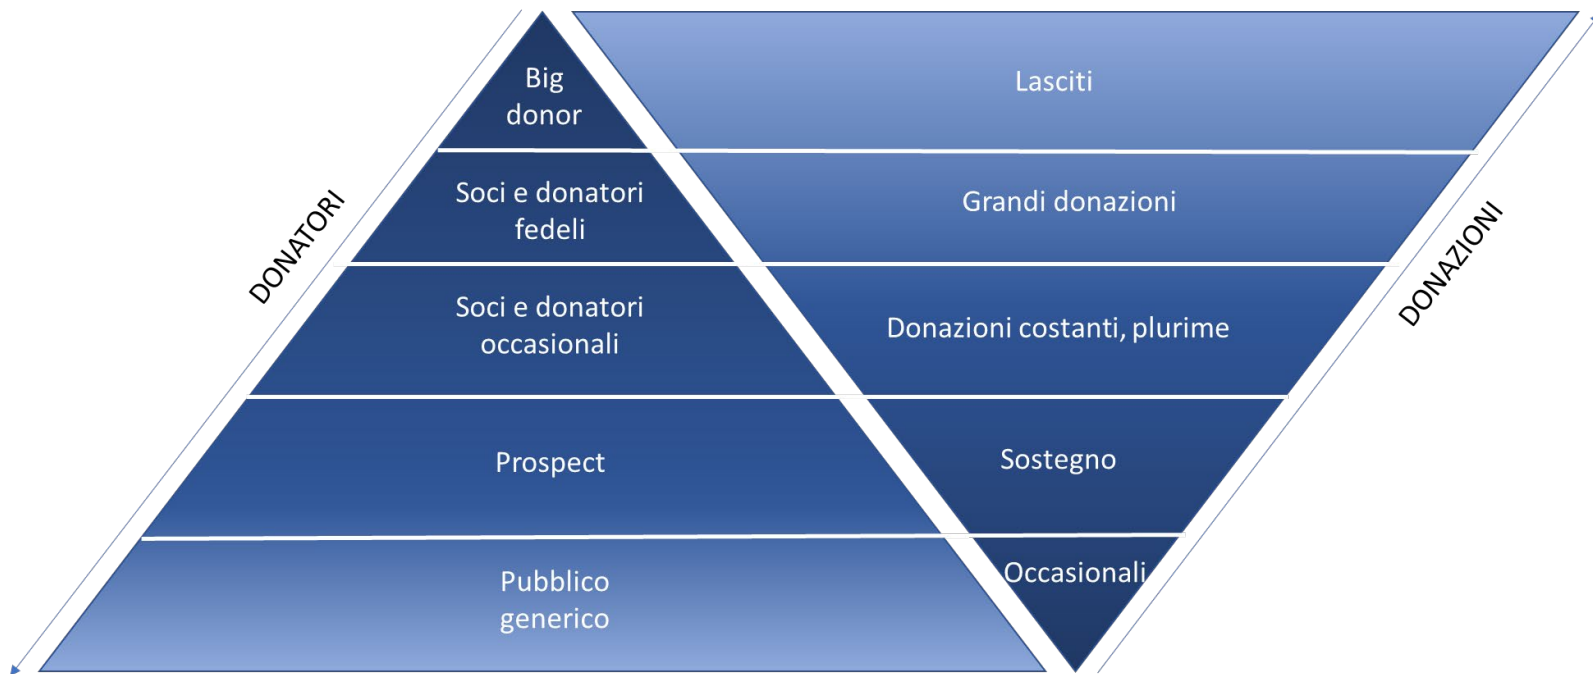 Big
donor
Lasciti
Soci e donatori
fedeli
Grandi donazioni
DONATORI
DONAZIONI
Soci e donatori
occasionali
Donazioni costanti, plurime
Prospect
Sostegno
Pubblico
generico
Occasionali